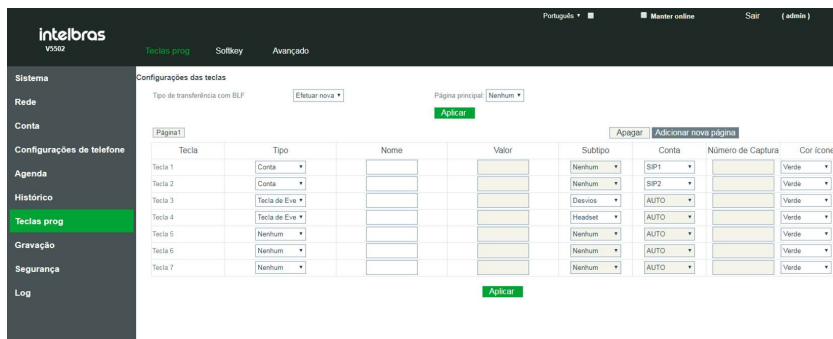 Português
Manter online
Sair
( admin )
intelbras
V5502
Teclas prog
Softkey
Avançado
Sistema
Rede
Conta
Configurações de telefone
Agenda
Histórico
Teclas prog
Gravação
Segurança
Log
Configurações das teclas
Tipo de transferência com BLF
Efetuar nova
Página principal: Nenhum
Aplicar
Página1
Apagar
Adicionar nova página
Tecla Tipo Nome Valor Subtipo Conta Número de Captura Cor ícone
Tecla 1 Conta Nenhum SIP1 Verde
Tecla 2 Conta Nenhum SIP2 Verde
Tecla 3 Tecla de Eve Desvios AUTO Verde
Tecla 4 Tecla de Eve Headset AUTO Verde
Tecla 5 Nenhum Nenhum AUTO Verde
Tecla 6 Nenhum Nenhum AUTO Verde
Tecla 7 Nenhum Nenhum AUTO Verde
Aplicar